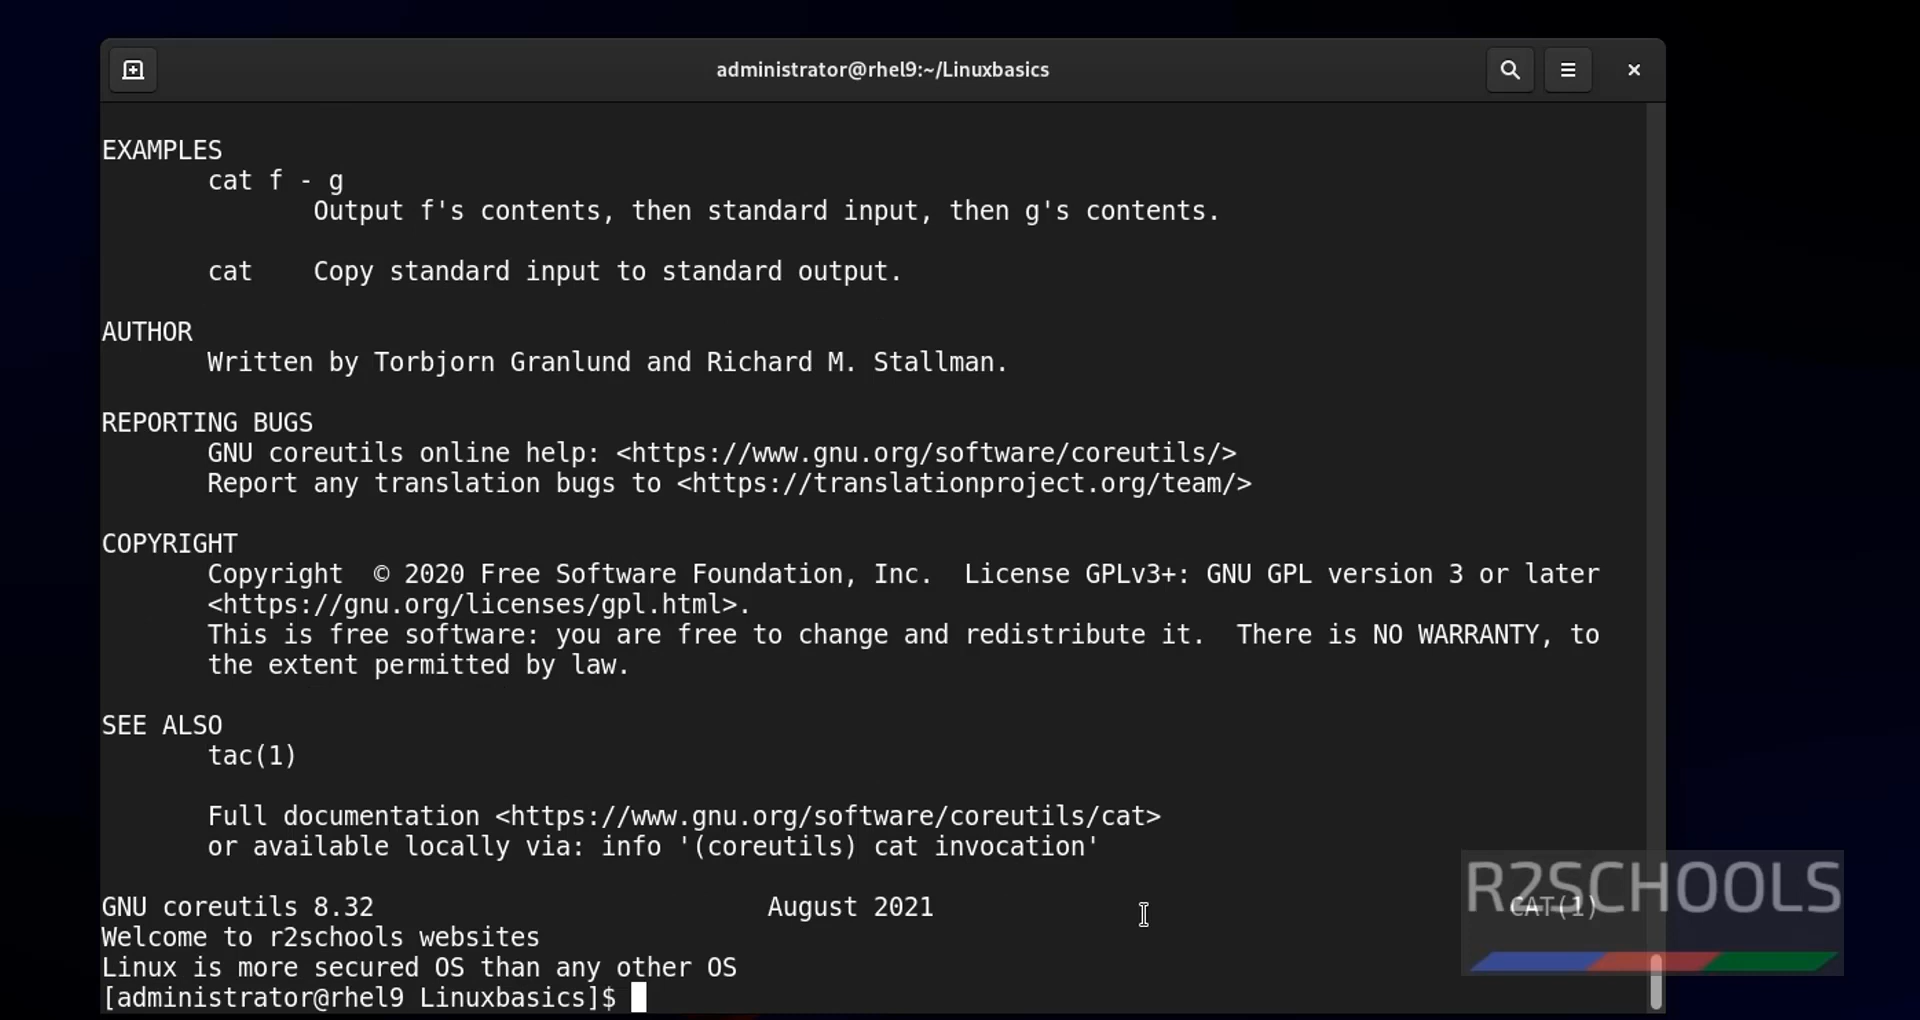 administrator@rhel9:~/Linuxbasics
EXAMPLES
cat f - g
Output f's contents, then standard input, then g's contents.
cat    Copy standard input to standard output.
AUTHOR
Written by Torbjorn Granlund and Richard M. Stallman.
REPORTING BUGS
GNU coreutils online help: <https://www.gnu.org/software/coreutils/>
Report any translation bugs to <https://translationproject.org/team/>
COPYRIGHT
Copyright  © 2020 Free Software Foundation, Inc.  License GPLv3+: GNU GPL version 3 or later
<https://gnu.org/licenses/gpl.html>.
This is free software: you are free to change and redistribute it.  There is NO WARRANTY, to
the extent permitted by law.
SEE ALSO
tac(1)
Full documentation <https://www.gnu.org/software/coreutils/cat>
or available locally via: info '(coreutils) cat invocation'
GNU coreutils 8.32    August 2021    CAT(1)
Welcome to r2schools websites
Linux is more secured OS than any other OS
[administrator@rhel9 Linuxbasics]$
R2SCHOOLS